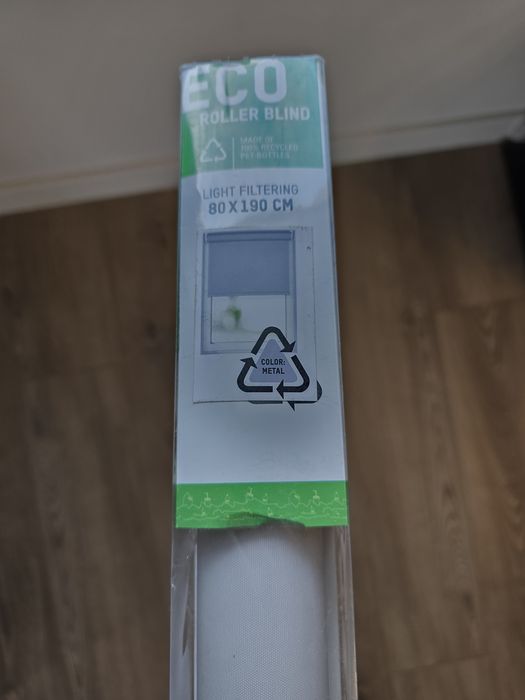 ECO
ROLLER BLIND
MADE OF
100% RECYCLED
PET BOTTLES
LIGHT FILTERING
80 X 190 CM
COLOR:
METAL